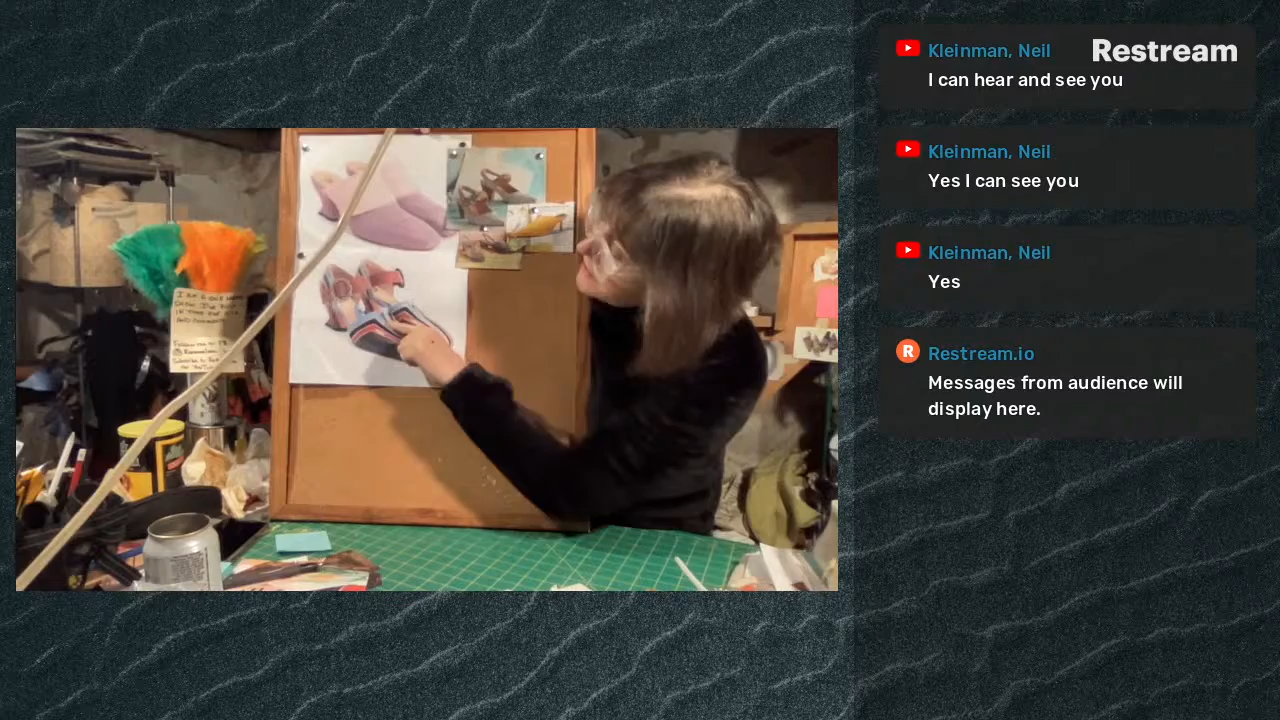 Kleinman, Neil
Restream
I can hear and see you
Kleinman, Neil
Yes I can see you
Kleinman, Neil
Yes
Restream.io
Messages from audience will
display here.